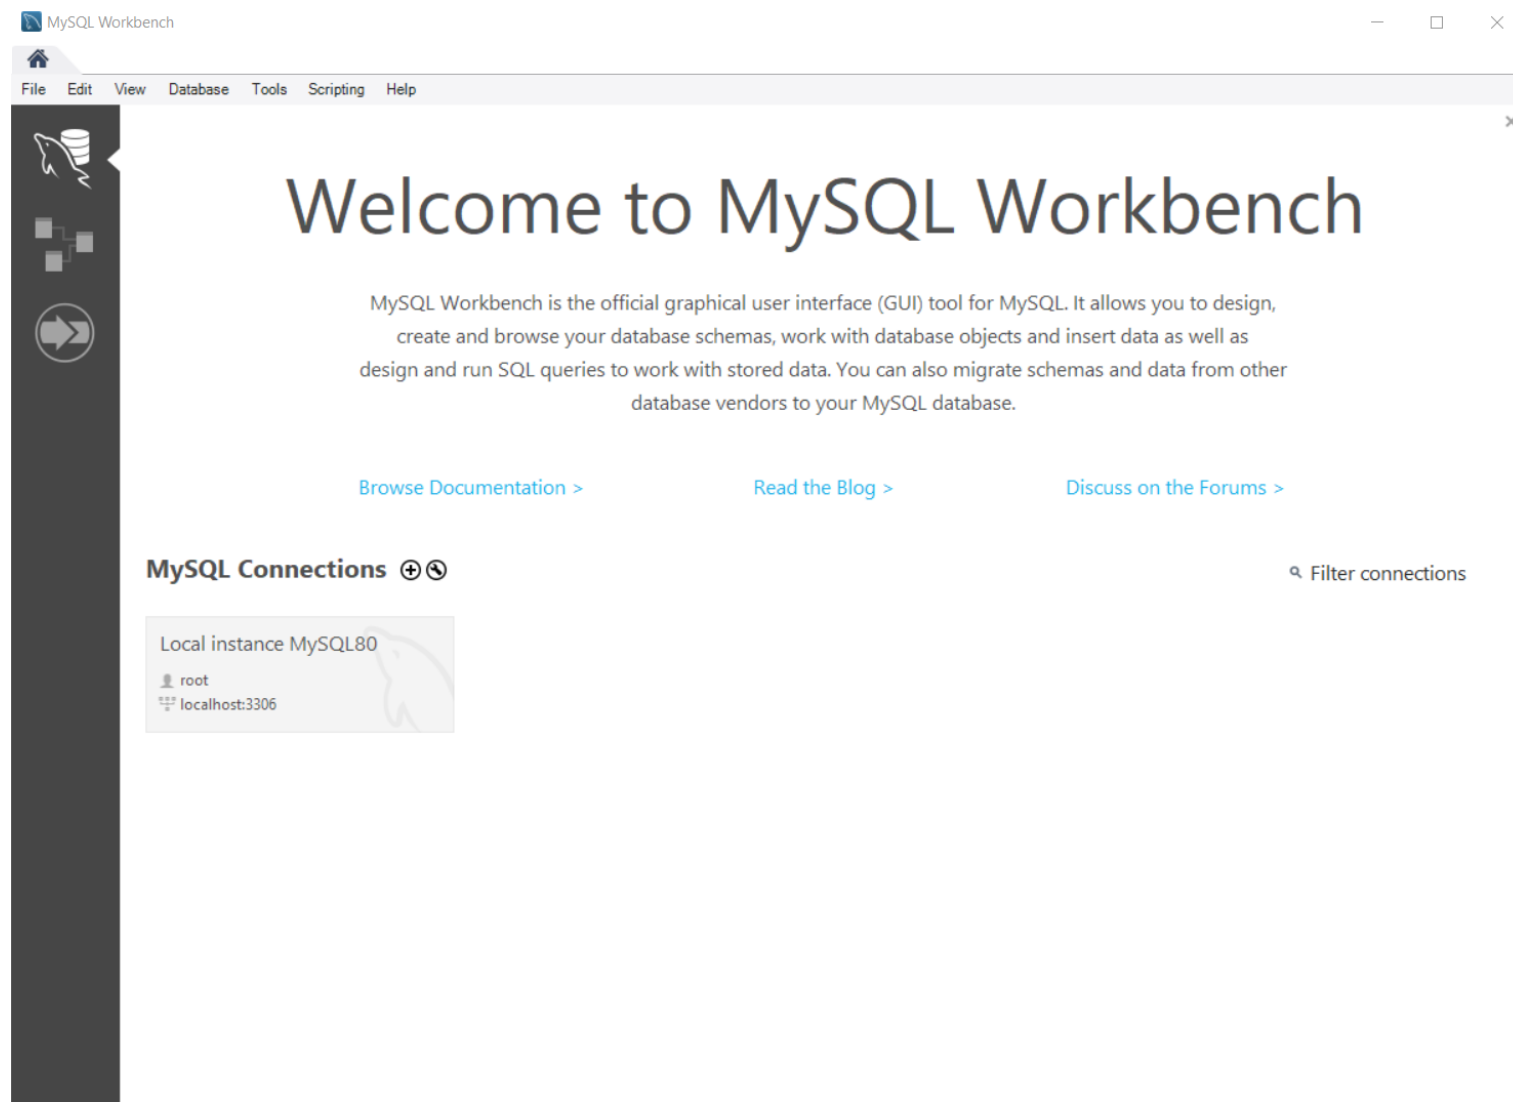 MySQL Workbench
File Edit View Database Tools Scripting Help
Welcome to MySQL Workbench
MySQL Workbench is the official graphical user interface (GUI) tool for MySQL. It allows you to design,
create and browse your database schemas, work with database objects and insert data as well as
design and run SQL queries to work with stored data. You can also migrate schemas and data from other
database vendors to your MySQL database.
Browse Documentation > Read the Blog > Discuss on the Forums >
MySQL Connections Filter connections
Local instance MySQL80
root
localhost:3306